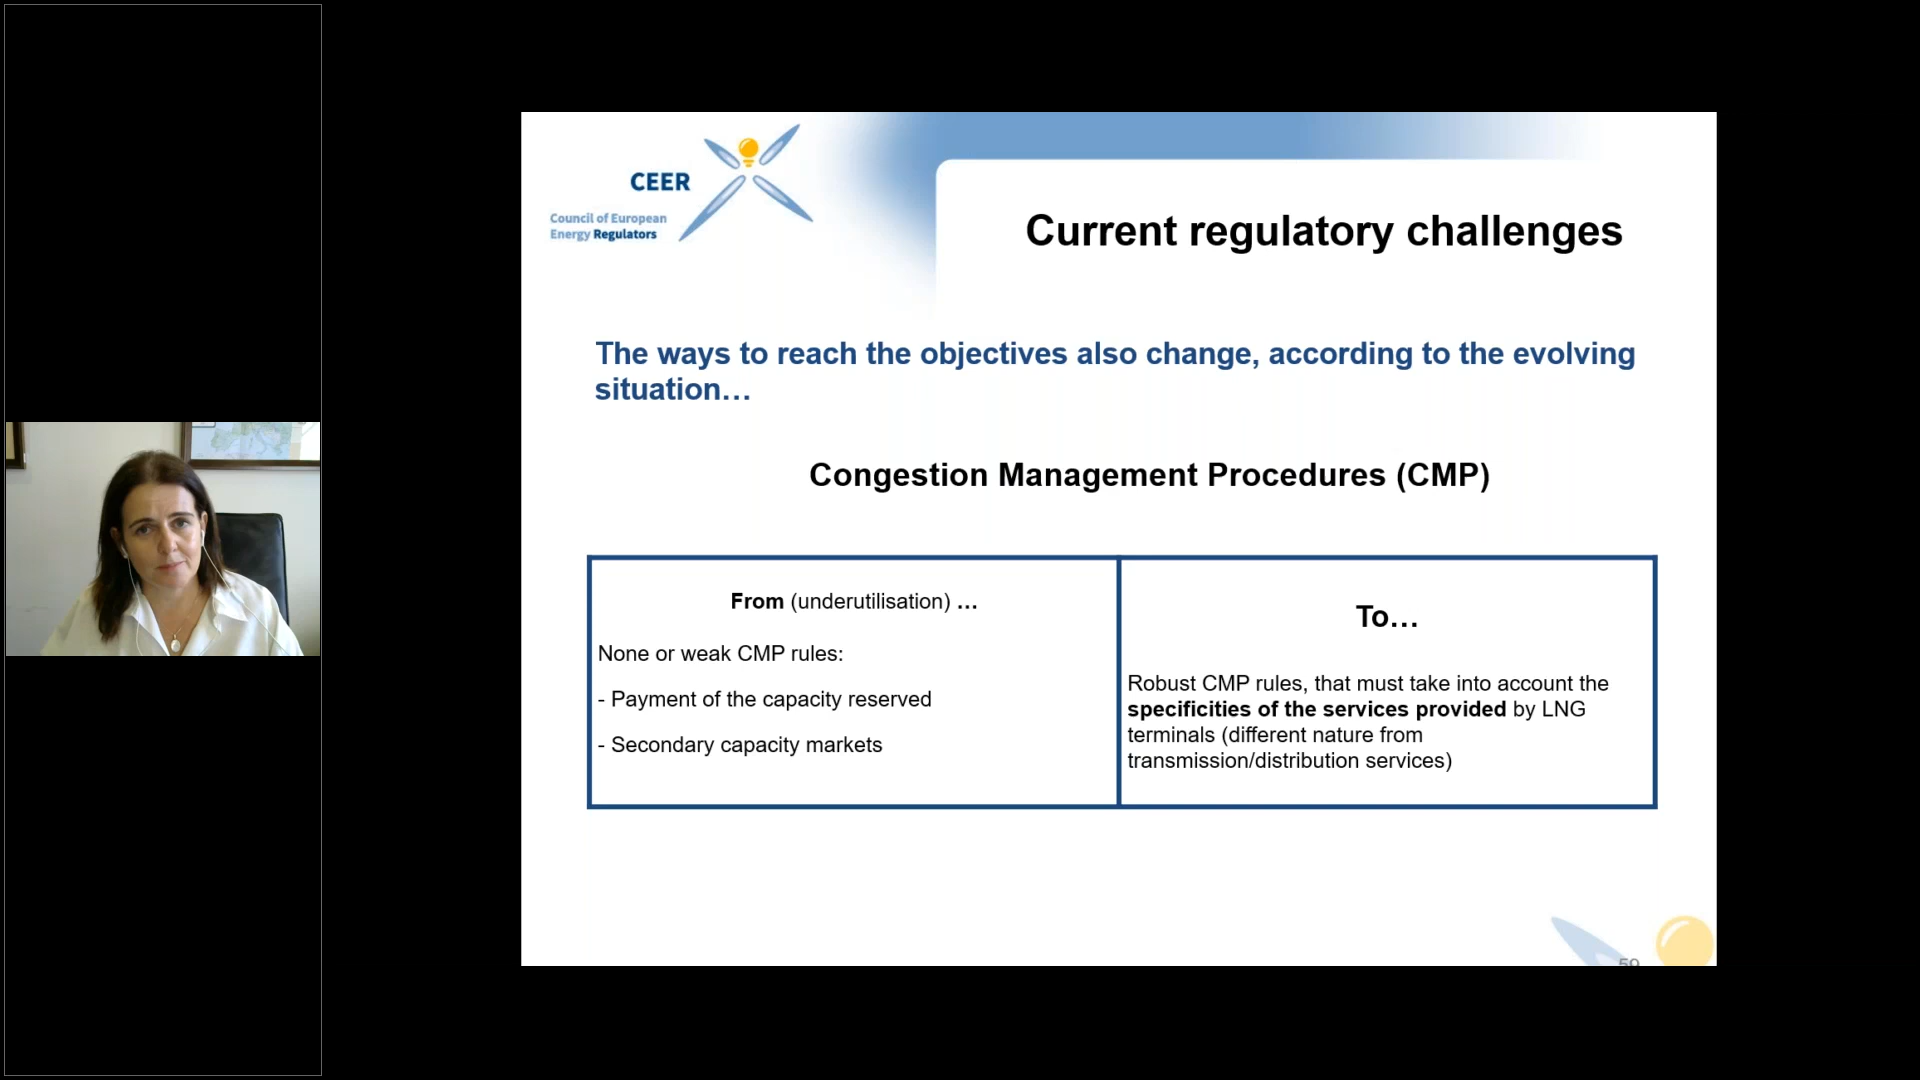 CEER
Council of European
Energy Regulators
Current regulatory challenges
The ways to reach the objectives also change, according to the evolving
situation…
Congestion Management Procedures (CMP)
From (underutilisation) …
None or weak CMP rules:
- Payment of the capacity reserved
- Secondary capacity markets
To…
Robust CMP rules, that must take into account the
specificities of the services provided by LNG
terminals (different nature from
transmission/distribution services)
59